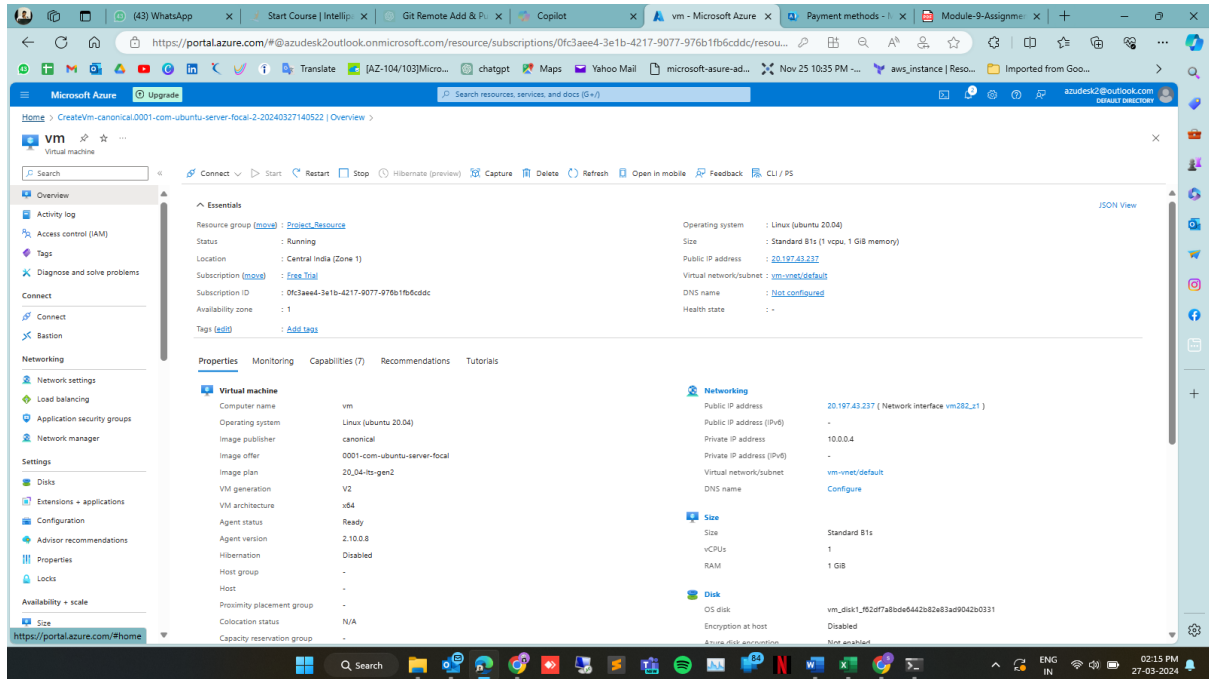 (43) WhatsApp
Start Course | Intellipa
Git Remote Add & Pu
Copilot
vm - Microsoft Azure
Payment methods - N
Module-9-Assignmen
https://portal.azure.com/#@azudesk2outlook.onmicrosoft.com/resource/subscriptions/0fc3aee4-3e1b-4217-9077-976b1fb6cddc/resou...
Translate
[AZ-104/103]Micro...
chatgpt
Maps
Yahoo Mail
microsoft-asure-ad...
Nov 25 10:35 PM -...
aws_instance | Reso...
Imported from Goo...
Microsoft Azure
Upgrade
Search resources, services, and docs (G+/)
2
azudesk2@outlook.com
DEFAULT DIRECTORY
Home > CreateVm-canonical.0001-com-ubuntu-server-focal-2-20240327140522 | Overview >
vm
Virtual machine
Search
Connect
Start
Restart
Stop
Hibernate (preview)
Capture
Delete
Refresh
Open in mobile
Feedback
CLI / PS
Overview
Activity log
Access control (IAM)
Tags
Diagnose and solve problems
Connect
Connect
Bastion
Networking
Network settings
Load balancing
Application security groups
Network manager
Settings
Disks
Extensions + applications
Configuration
Advisor recommendations
Properties
Locks
Availability + scale
Size
https://portal.azure.com/#home
Essentials
JSON View
Resource group (move) : Project_Resource
Status : Running
Location : Central India (Zone 1)
Subscription (move) : Free Trial
Subscription ID : 0fc3aee4-3e1b-4217-9077-976b1fb6cddc
Availability zone : 1
Tags (edit) : Add tags
Operating system : Linux (ubuntu 20.04)
Size : Standard B1s (1 vcpu, 1 GiB memory)
Public IP address : 20.197.43.237
Virtual network/subnet : vm-vnet/default
DNS name : Not configured
Health state : -
Properties
Monitoring
Capabilities (7)
Recommendations
Tutorials
Virtual machine
Computer name vm
Operating system Linux (ubuntu 20.04)
Image publisher canonical
Image offer 0001-com-ubuntu-server-focal
Image plan 20_04-lts-gen2
VM generation V2
VM architecture x64
Agent status Ready
Agent version 2.10.0.8
Hibernation Disabled
Host group -
Host -
Proximity placement group -
Colocation status N/A
Capacity reservation group -
Networking
Public IP address 20.197.43.237 ( Network interface vm282_z1 )
Public IP address (IPv6) -
Private IP address 10.0.0.4
Private IP address (IPv6) -
Virtual network/subnet vm-vnet/default
DNS name Configure
Size
Size Standard B1s
vCPUs 1
RAM 1 GiB
Disk
OS disk vm_disk1_f62df7a8bde6442b82e83ad9042b0331
Encryption at host Disabled
Azure disk encryption Not enabled
Search
84
ENG
IN
02:15 PM
27-03-2024